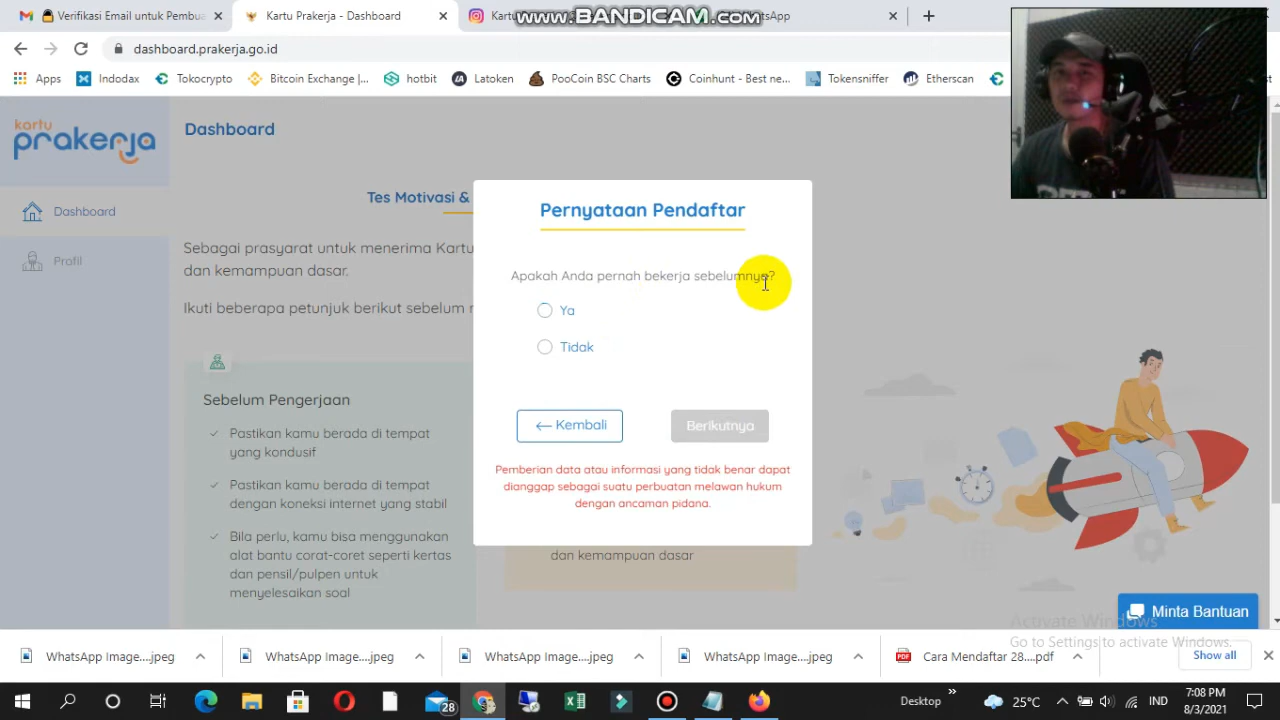 Verifikasi Email untuk Pembua
Kartu Prakerja - Dashboard
www.BANDICAM.com
dashboard.prakerja.go.id
Apps
Indodax
Tokocrypto
Bitcoin Exchange |...
hotbit
Latoken
PooCoin BSC Charts
CoinHunt - Best ne...
Tokensniffer
Etherscan
kartu
prakerja
Dashboard
Dashboard
Profil
Tes Motivasi &
Sebagai prasyarat untuk menerima Kartu
dan kemampuan dasar.
Ikuti beberapa petunjuk berikut sebelum
Sebelum Pengerjaan
Pastikan kamu berada di tempat
yang kondusif
Pastikan kamu berada di tempat
dengan koneksi internet yang stabil
Bila perlu, kamu bisa menggunakan
alat bantu corat-coret seperti kertas
dan pensil/pulpen untuk
menyelesaikan soal
Pernyataan Pendaftar
Apakah Anda pernah bekerja sebelumnya?
Ya
Tidak
← Kembali
Berikutnya
Pemberian data atau informasi yang tidak benar dapat
dianggap sebagai suatu perbuatan melawan hukum
dengan ancaman pidana.
dan kemampuan dasar
Minta Bantuan
Activate Windows
Go to Settings to activate Windows.
WhatsApp Image....jpeg
WhatsApp Image....jpeg
WhatsApp Image....jpeg
WhatsApp Image....jpeg
Cara Mendaftar 28....pdf
Show all
28
Desktop
25°C
IND
7:08 PM
8/3/2021